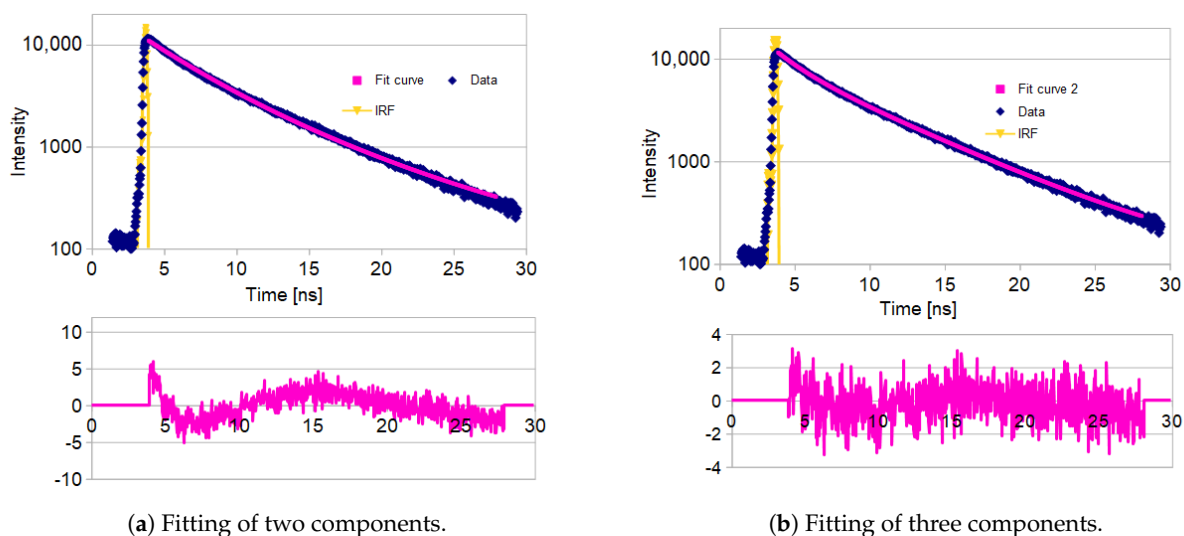 10,000
1000
100
Intensity
Fit curve
Data
IRF
0 5 10 15 20 25 30
Time [ns]
10
5
0
-5
-10
0 5 10 15 20 25 30
(a) Fitting of two components.
10,000
1000
100
Intensity
Fit curve 2
Data
IRF
0 5 10 15 20 25 30
Time [ns]
4
2
0
-2
-4
0 5 10 15 20 25 30
(b) Fitting of three components.